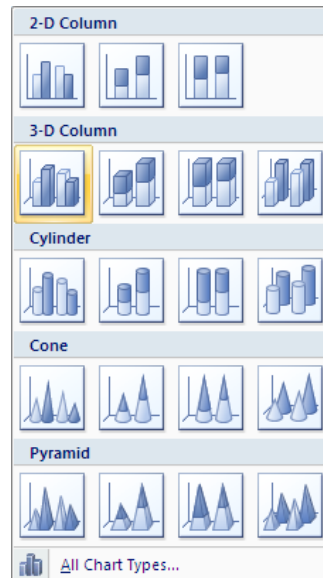 2-D Column
3-D Column
Cylinder
Cone
Pyramid
All Chart Types...